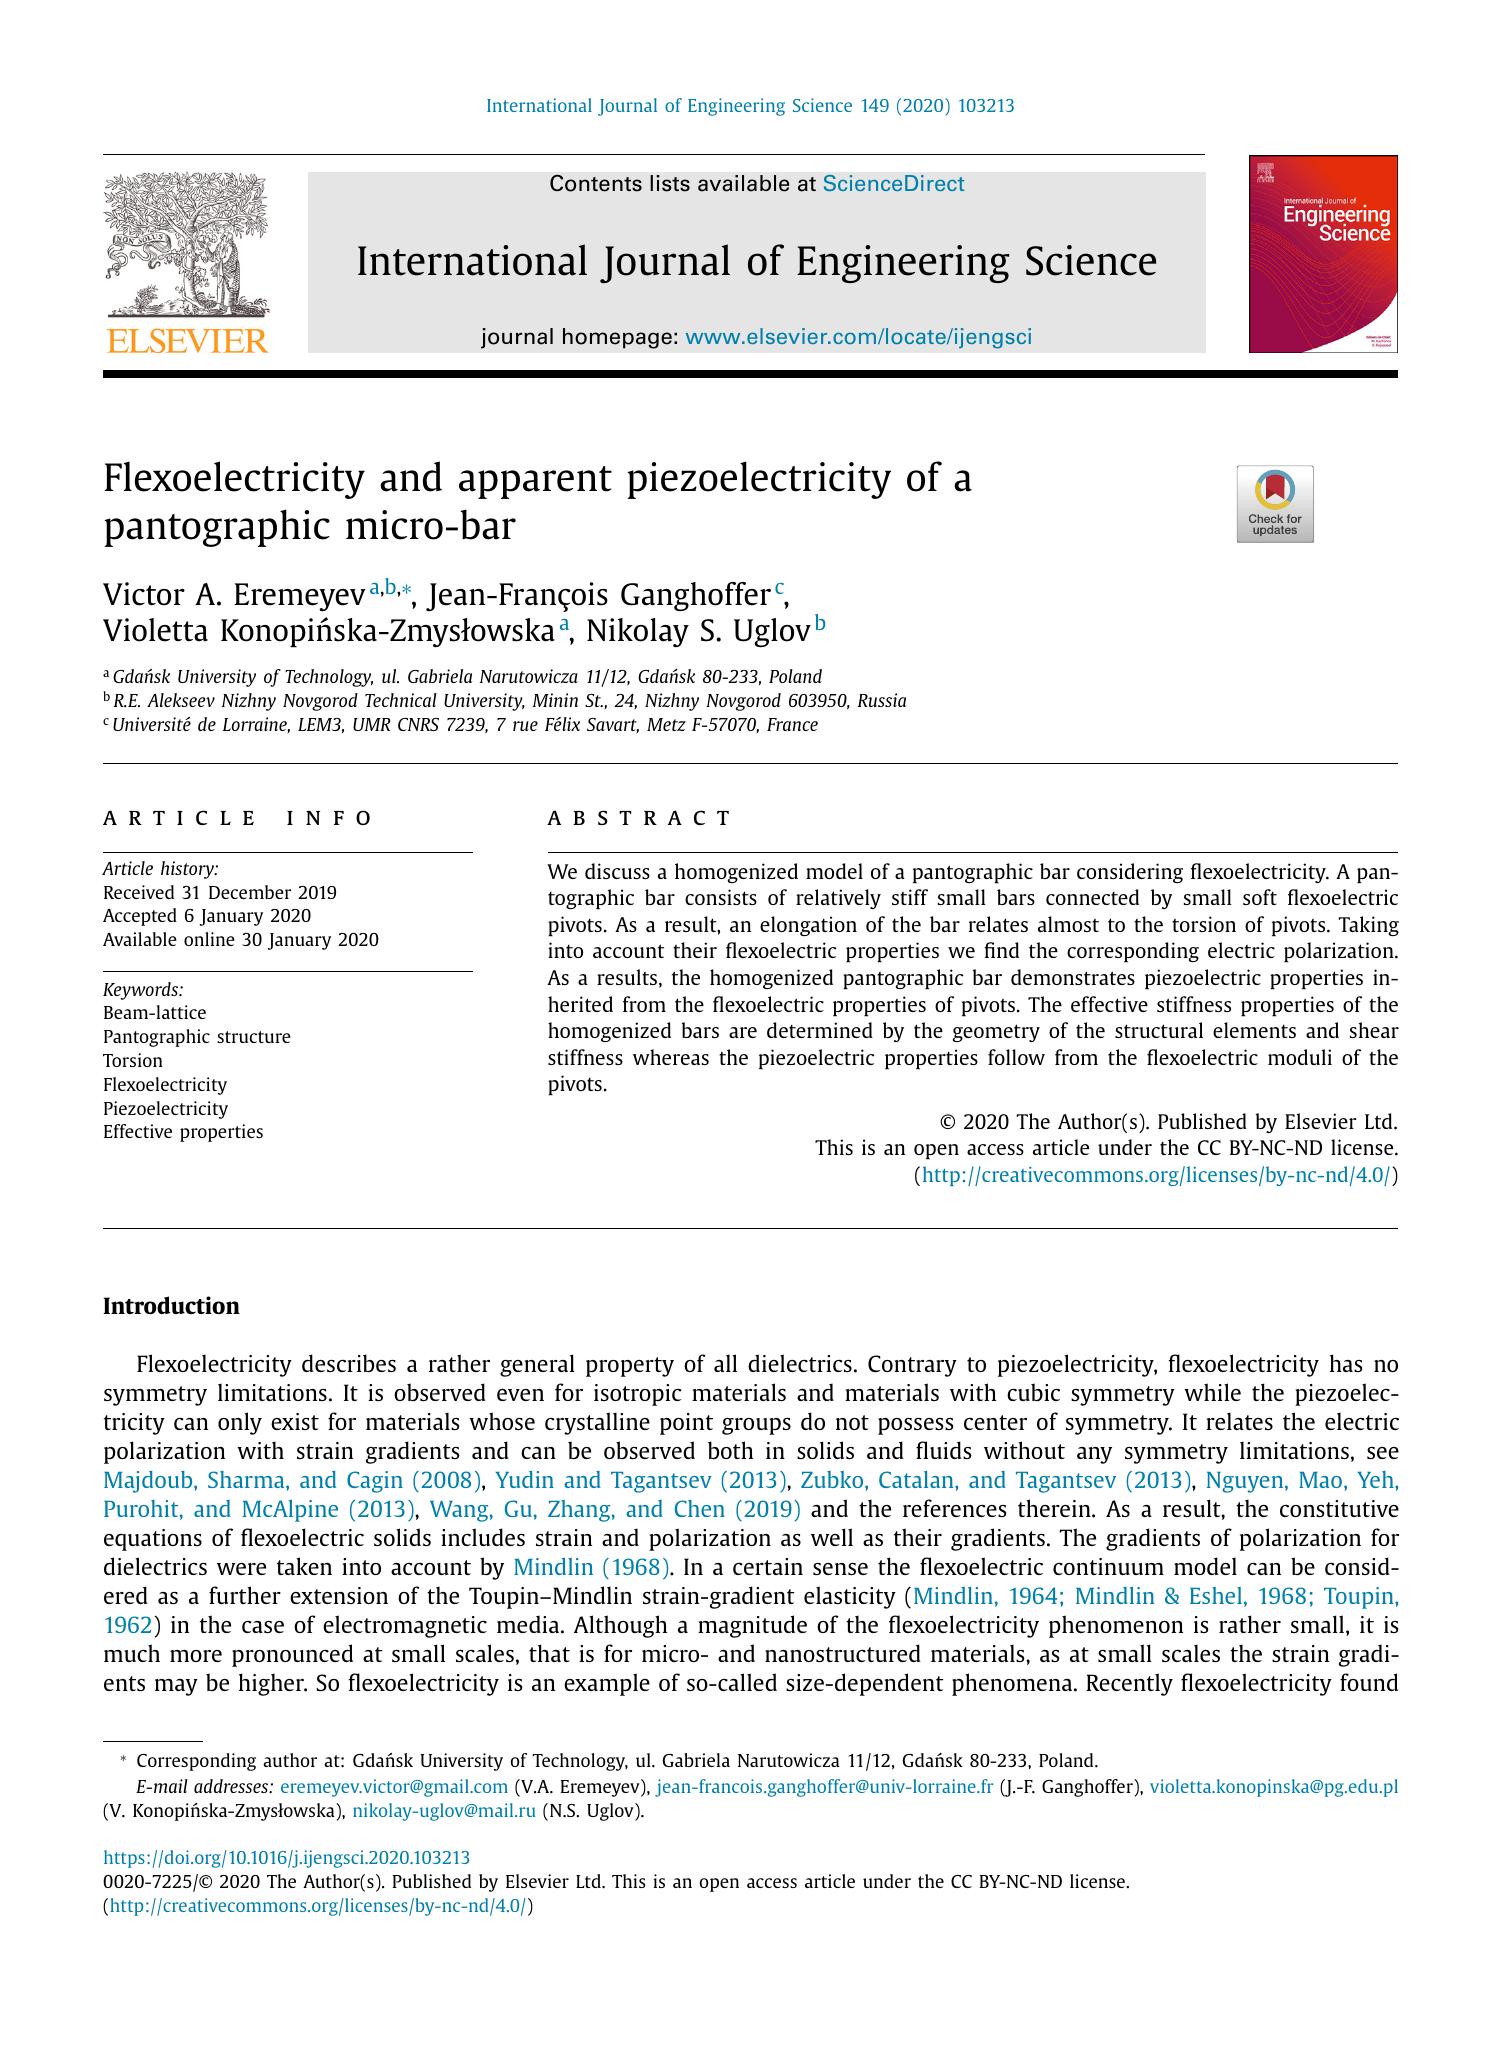 International Journal of Engineering Science 149 (2020) 103213
Contents lists available at ScienceDirect
International Journal of Engineering Science
journal homepage: www.elsevier.com/locate/ijengsci
NON SOLUS
ELSEVIER
International Journal of
Engineering
Science
Flexoelectricity and apparent piezoelectricity of a
pantographic micro-bar
Check for
updates
Victor A. Eremeyev a,b,*, Jean-François Ganghoffer c,
Violetta Konopińska-Zmysłowska a, Nikolay S. Uglov b
a Gdańsk University of Technology, ul. Gabriela Narutowicza 11/12, Gdańsk 80-233, Poland
b R.E. Alekseev Nizhny Novgorod Technical University, Minin St., 24, Nizhny Novgorod 603950, Russia
c Université de Lorraine, LEM3, UMR CNRS 7239, 7 rue Félix Savart, Metz F-57070, France
ARTICLE INFO
Article history:
Received 31 December 2019
Accepted 6 January 2020
Available online 30 January 2020
Keywords:
Beam-lattice
Pantographic structure
Torsion
Flexoelectricity
Piezoelectricity
Effective properties
ABSTRACT
We discuss a homogenized model of a pantographic bar considering flexoelectricity. A pan-
tographic bar consists of relatively stiff small bars connected by small soft flexoelectric
pivots. As a result, an elongation of the bar relates almost to the torsion of pivots. Taking
into account their flexoelectric properties we find the corresponding electric polarization.
As a results, the homogenized pantographic bar demonstrates piezoelectric properties in-
herited from the flexoelectric properties of pivots. The effective stiffness properties of the
homogenized bars are determined by the geometry of the structural elements and shear
stiffness whereas the piezoelectric properties follow from the flexoelectric moduli of the
pivots.
© 2020 The Author(s). Published by Elsevier Ltd.
This is an open access article under the CC BY-NC-ND license.
(http://creativecommons.org/licenses/by-nc-nd/4.0/)
Introduction
Flexoelectricity describes a rather general property of all dielectrics. Contrary to piezoelectricity, flexoelectricity has no
symmetry limitations. It is observed even for isotropic materials and materials with cubic symmetry while the piezoelec-
tricity can only exist for materials whose crystalline point groups do not possess center of symmetry. It relates the electric
polarization with strain gradients and can be observed both in solids and fluids without any symmetry limitations, see
Majdoub, Sharma, and Cagin (2008), Yudin and Tagantsev (2013), Zubko, Catalan, and Tagantsev (2013), Nguyen, Mao, Yeh,
Purohit, and McAlpine (2013), Wang, Gu, Zhang, and Chen (2019) and the references therein. As a result, the constitutive
equations of flexoelectric solids includes strain and polarization as well as their gradients. The gradients of polarization for
dielectrics were taken into account by Mindlin (1968). In a certain sense the flexoelectric continuum model can be consid-
ered as a further extension of the Toupin–Mindlin strain-gradient elasticity (Mindlin, 1964; Mindlin & Eshel, 1968; Toupin,
1962) in the case of electromagnetic media. Although a magnitude of the flexoelectricity phenomenon is rather small, it is
much more pronounced at small scales, that is for micro- and nanostructured materials, as at small scales the strain gradi-
ents may be higher. So flexoelectricity is an example of so-called size-dependent phenomena. Recently flexoelectricity found
* Corresponding author at: Gdańsk University of Technology, ul. Gabriela Narutowicza 11/12, Gdańsk 80-233, Poland.
E-mail addresses: eremeyev.victor@gmail.com (V.A. Eremeyev), jean-francois.ganghoffer@univ-lorraine.fr (J.-F. Ganghoffer), violetta.konopinska@pg.edu.pl
(V. Konopińska-Zmysłowska), nikolay-uglov@mail.ru (N.S. Uglov).
https://doi.org/10.1016/j.ijengsci.2020.103213
0020-7225/© 2020 The Author(s). Published by Elsevier Ltd. This is an open access article under the CC BY-NC-ND license.
(http://creativecommons.org/licenses/by-nc-nd/4.0/)